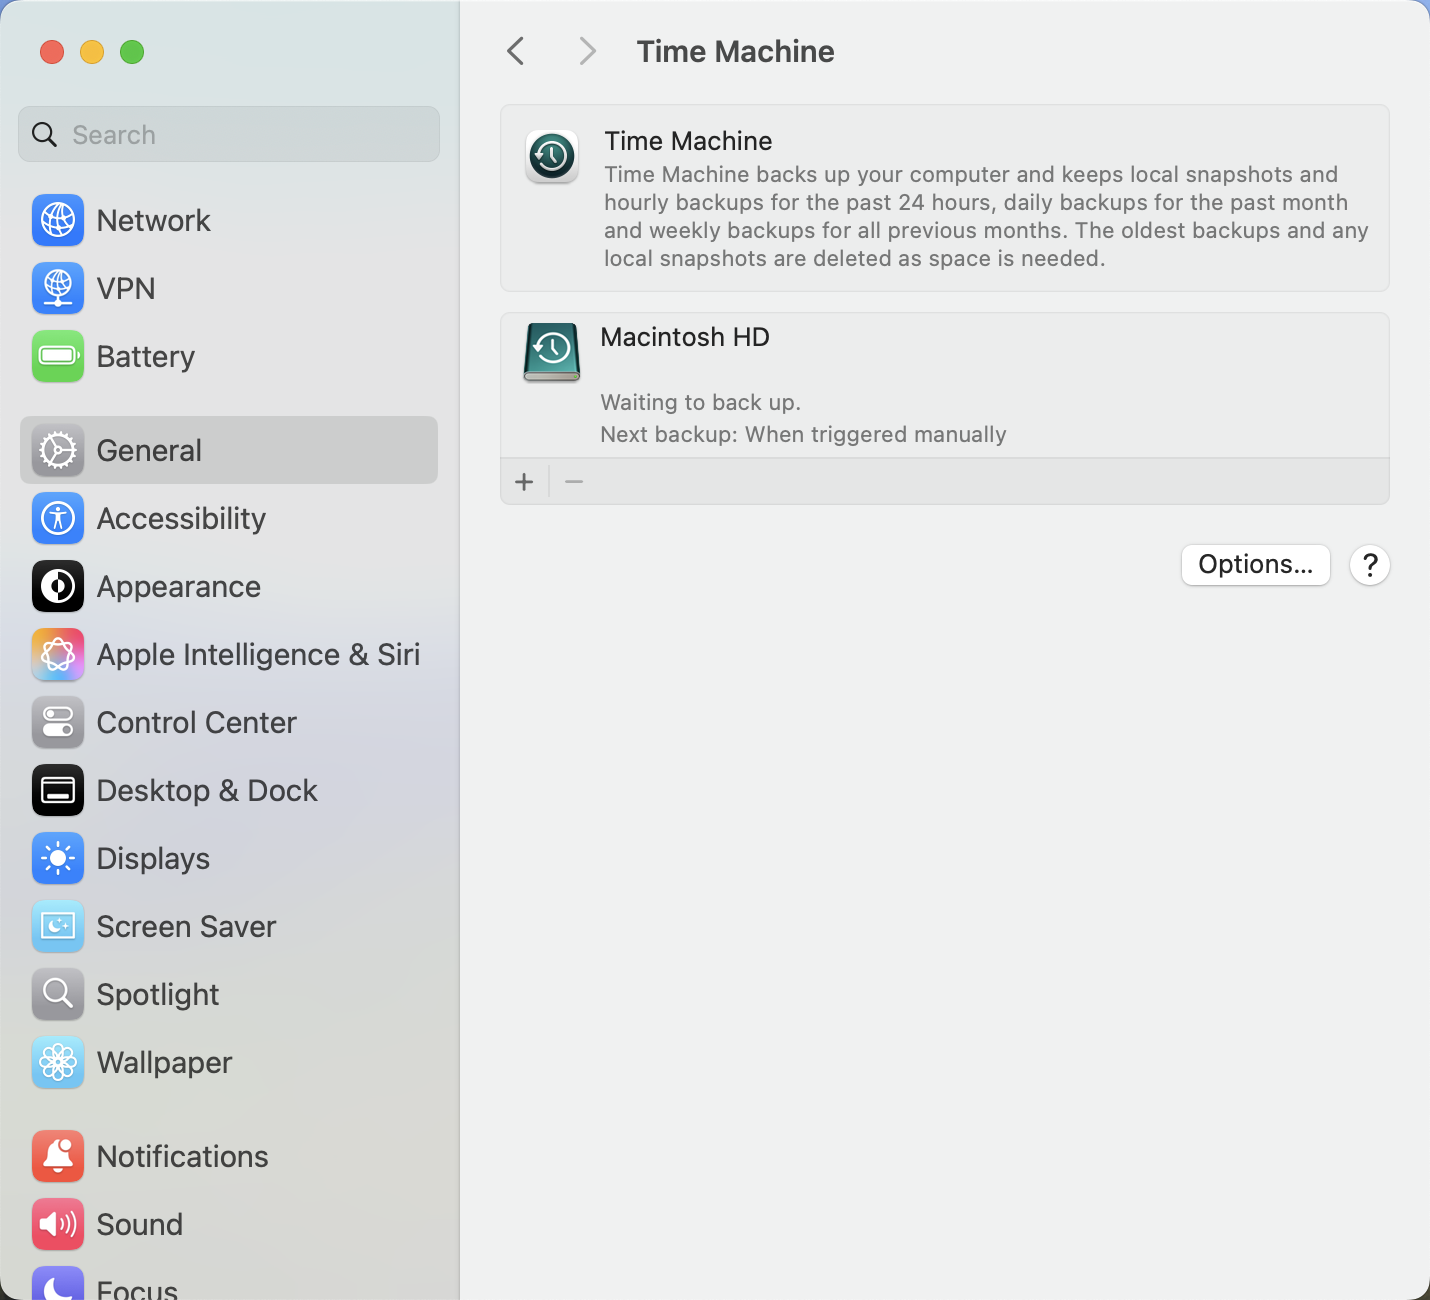 Search
Network
VPN
Battery
General
Accessibility
Appearance
Apple Intelligence & Siri
Control Center
Desktop & Dock
Displays
Screen Saver
Spotlight
Wallpaper
Notifications
Sound
Focus
Time Machine
Time Machine
Time Machine backs up your computer and keeps local snapshots and
hourly backups for the past 24 hours, daily backups for the past month
and weekly backups for all previous months. The oldest backups and any
local snapshots are deleted as space is needed.
Macintosh HD
Waiting to back up.
Next backup: When triggered manually
Options...
?